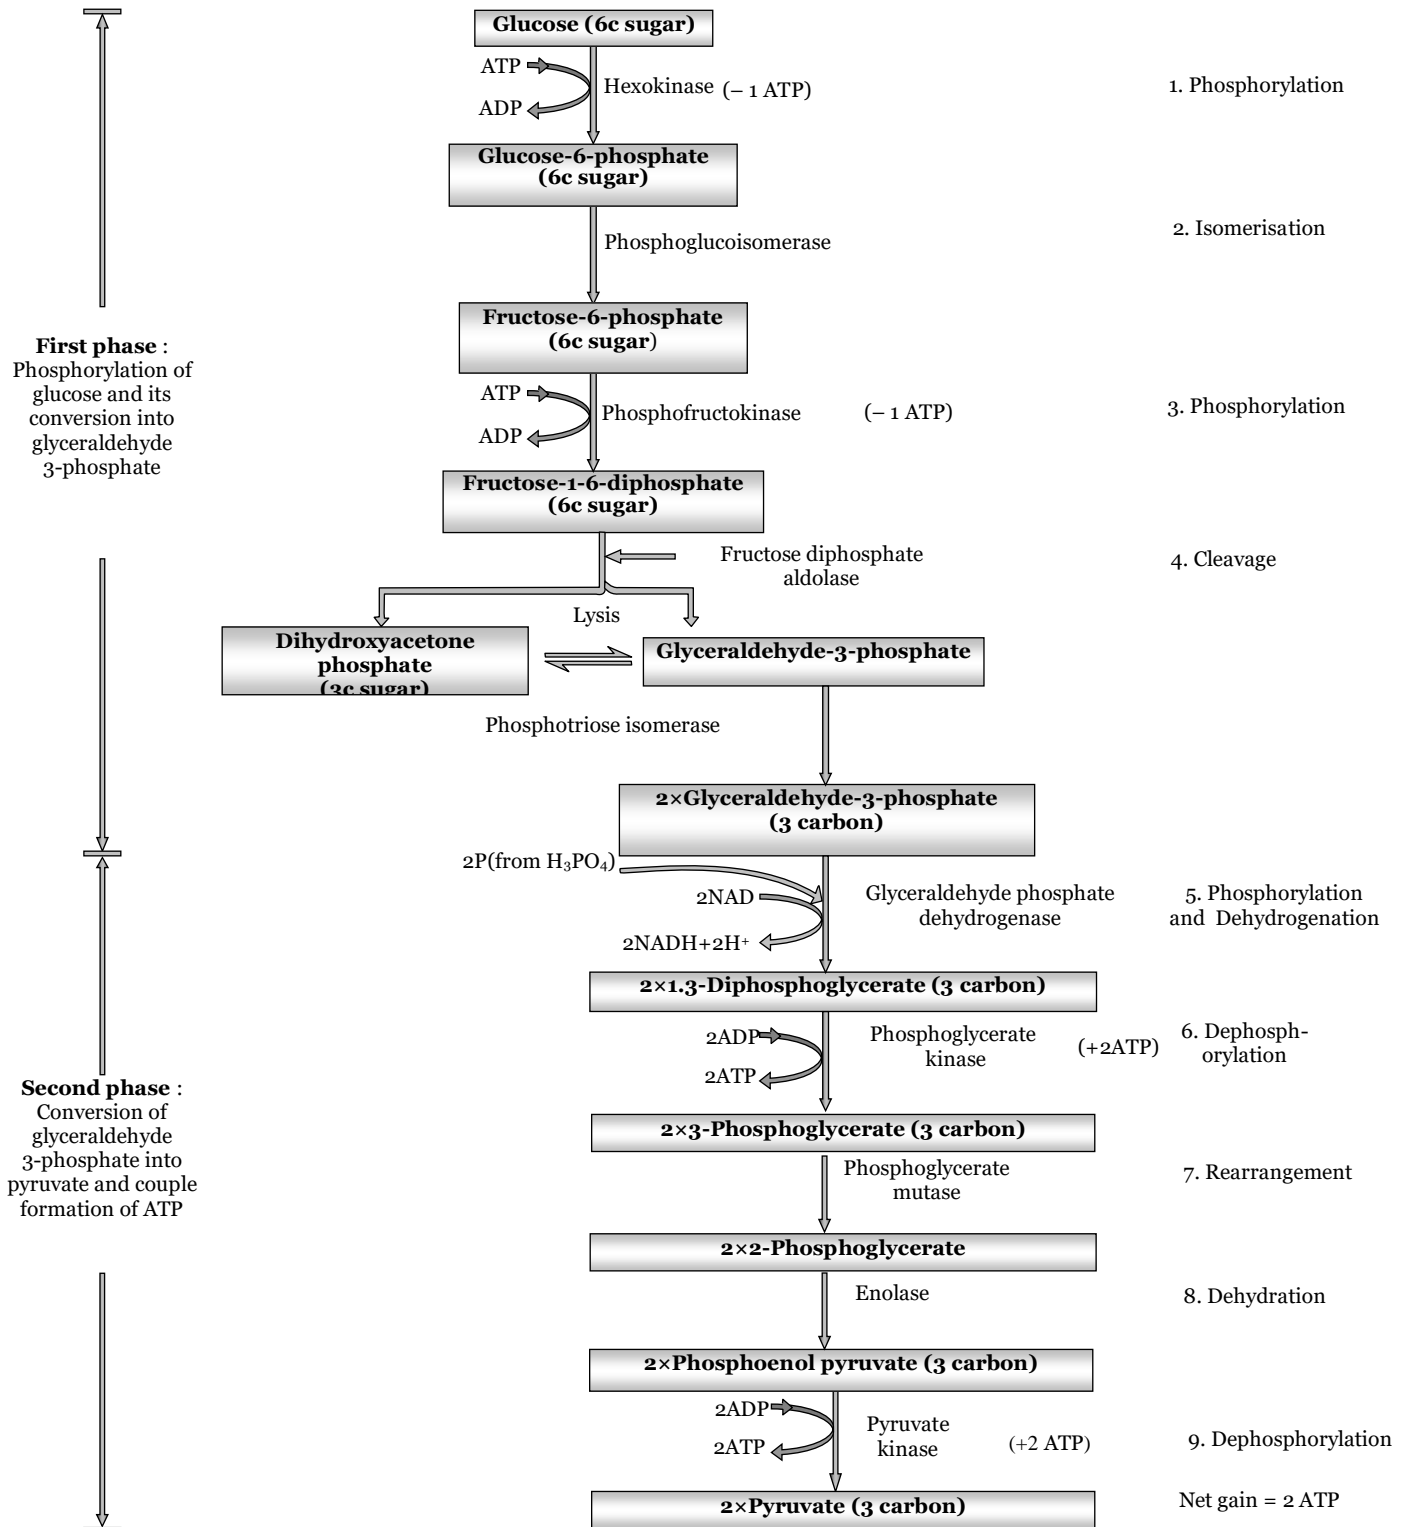 Glucose (6c sugar)
ATP
Hexokinase (– 1 ATP)
1. Phosphorylation
ADP
Glucose-6-phosphate
(6c sugar)
Phosphoglucoisomerase
2. Isomerisation
Fructose-6-phosphate
(6c sugar)
First phase :
Phosphorylation of
glucose and its
conversion into
glyceraldehyde
3-phosphate
ATP
Phosphofructokinase
(– 1 ATP)
3. Phosphorylation
ADP
Fructose-1-6-diphosphate
(6c sugar)
Fructose diphosphate
aldolase
4. Cleavage
Lysis
Dihydroxyacetone
phosphate
(3c sugar)
Glyceraldehyde-3-phosphate
Phosphotriose isomerase
2×Glyceraldehyde-3-phosphate
(3 carbon)
2P(from H₃PO₄)
2NAD
2NADH+2H⁺
Glyceraldehyde phosphate
dehydrogenase
5. Phosphorylation
and Dehydrogenation
2×1.3-Diphosphoglycerate (3 carbon)
2ADP
2ATP
Phosphoglycerate
kinase
(+2ATP)
6. Dephosph-
orylation
Second phase :
Conversion of
glyceraldehyde
3-phosphate into
pyruvate and couple
formation of ATP
2×3-Phosphoglycerate (3 carbon)
Phosphoglycerate
mutase
7. Rearrangement
2×2-Phosphoglycerate
Enolase
8. Dehydration
2×Phosphoenol pyruvate (3 carbon)
2ADP
2ATP
Pyruvate
kinase
(+2 ATP)
9. Dephosphorylation
2×Pyruvate (3 carbon)
Net gain = 2 ATP